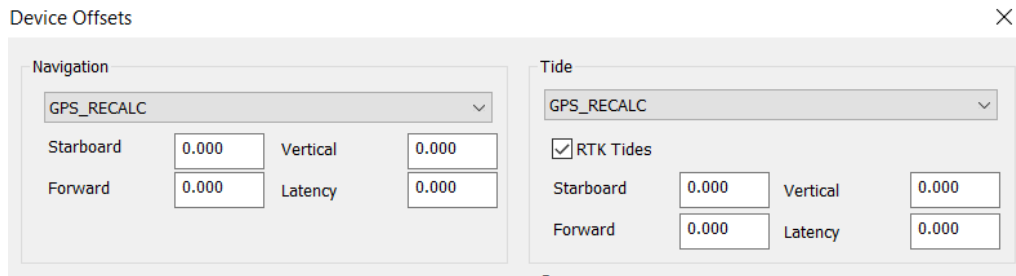 Device Offsets
Navigation
GPS_RECALC
Starboard 0.000 Vertical 0.000
Forward 0.000 Latency 0.000
Tide
GPS_RECALC
RTK Tides
Starboard 0.000 Vertical 0.000
Forward 0.000 Latency 0.000